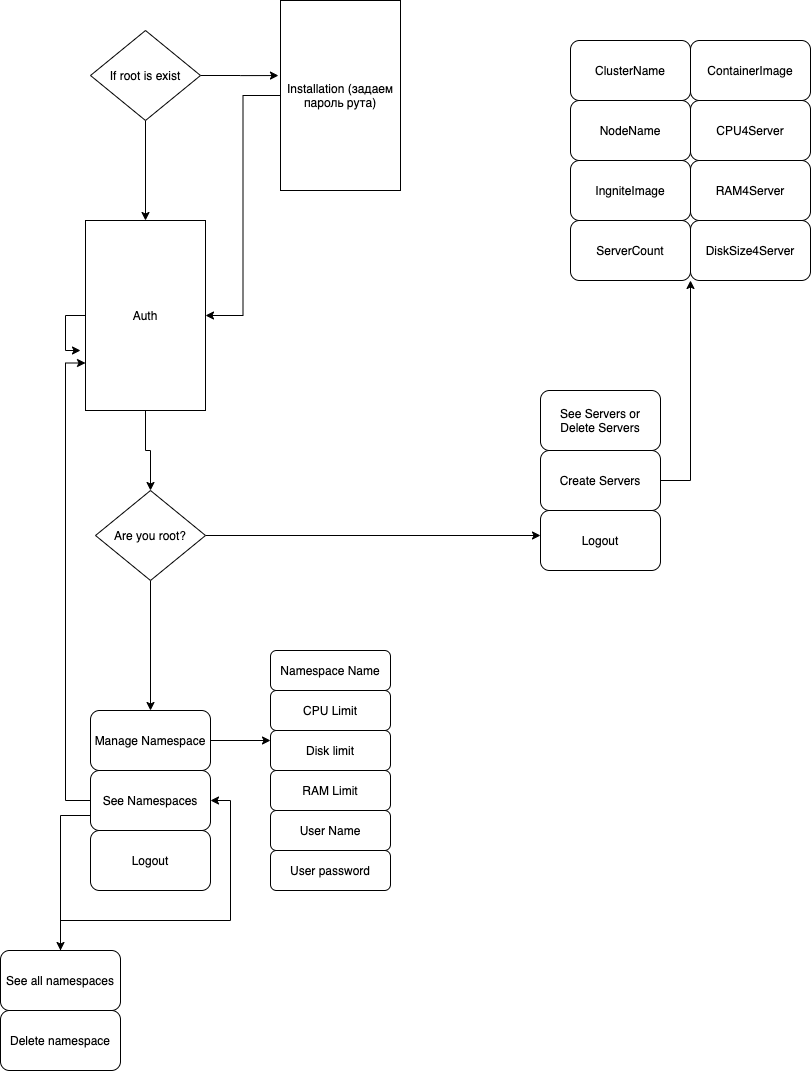 If root is exist
Installation (задаем
пароль рута)
ClusterName
ContainerImage
NodeName
CPU4Server
IngniteImage
RAM4Server
ServerCount
DiskSize4Server
Auth
See Servers or
Delete Servers
Create Servers
Logout
Are you root?
Namespace Name
CPU Limit
Disk limit
RAM Limit
User Name
User password
Manage Namespace
See Namespaces
Logout
See all namespaces
Delete namespace